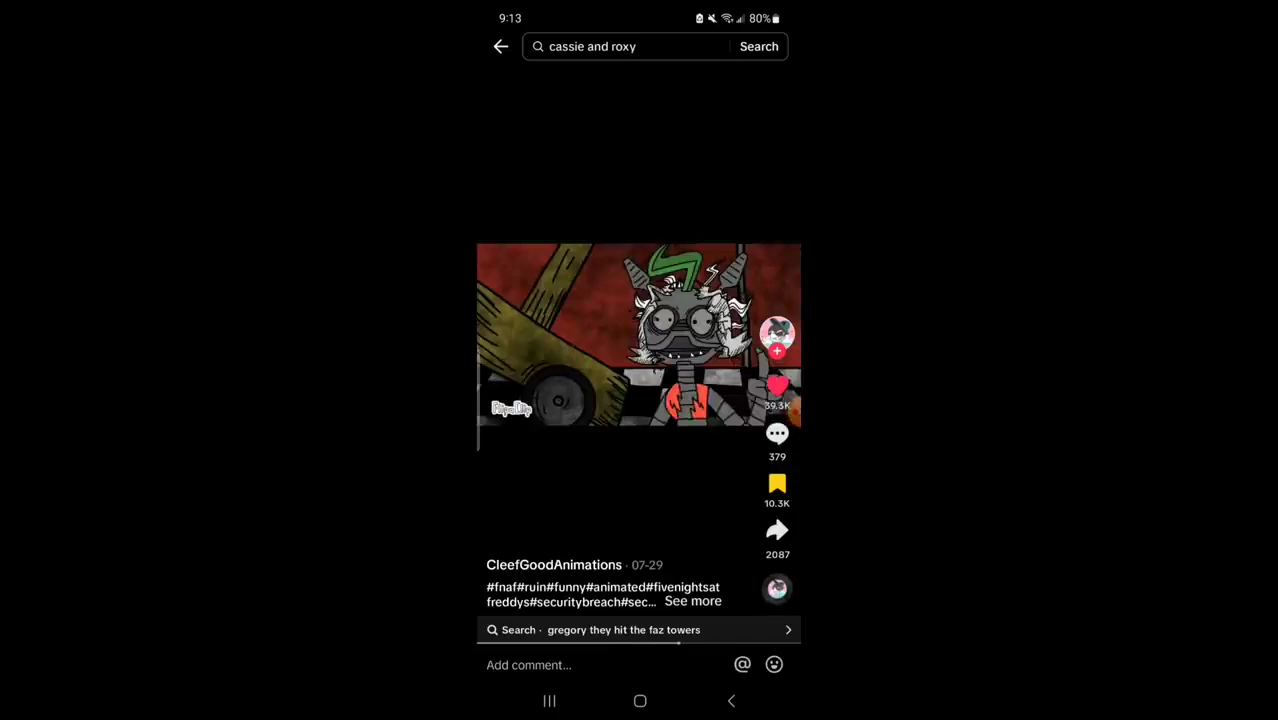 9:13
80%
cassie and roxy
Search
FlipaClip
39.3K
379
10.3K
2087
CleefGoodAnimations · 07-29
#fnaf#ruin#funny#animated#fivenightsat
freddys#securitybreach#sec... See more
Search · gregory they hit the faz towers
Add comment...